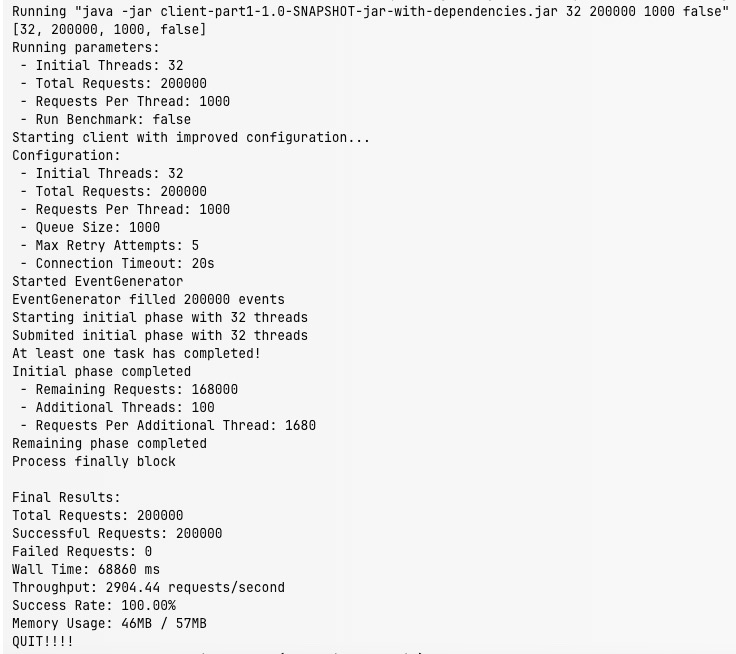 Running "java -jar client-part1-1.0-SNAPSHOT-jar-with-dependencies.jar 32 200000 1000 false"
[32, 200000, 1000, false]
Running parameters:
 - Initial Threads: 32
 - Total Requests: 200000
 - Requests Per Thread: 1000
 - Run Benchmark: false
Starting client with improved configuration...
Configuration:
 - Initial Threads: 32
 - Total Requests: 200000
 - Requests Per Thread: 1000
 - Queue Size: 1000
 - Max Retry Attempts: 5
 - Connection Timeout: 20s
Started EventGenerator
EventGenerator filled 200000 events
Starting initial phase with 32 threads
Submited initial phase with 32 threads
At least one task has completed!
Initial phase completed
 - Remaining Requests: 168000
 - Additional Threads: 100
 - Requests Per Additional Thread: 1680
Remaining phase completed
Process finally block

Final Results:
Total Requests: 200000
Successful Requests: 200000
Failed Requests: 0
Wall Time: 68860 ms
Throughput: 2904.44 requests/second
Success Rate: 100.00%
Memory Usage: 46MB / 57MB
QUIT!!!!